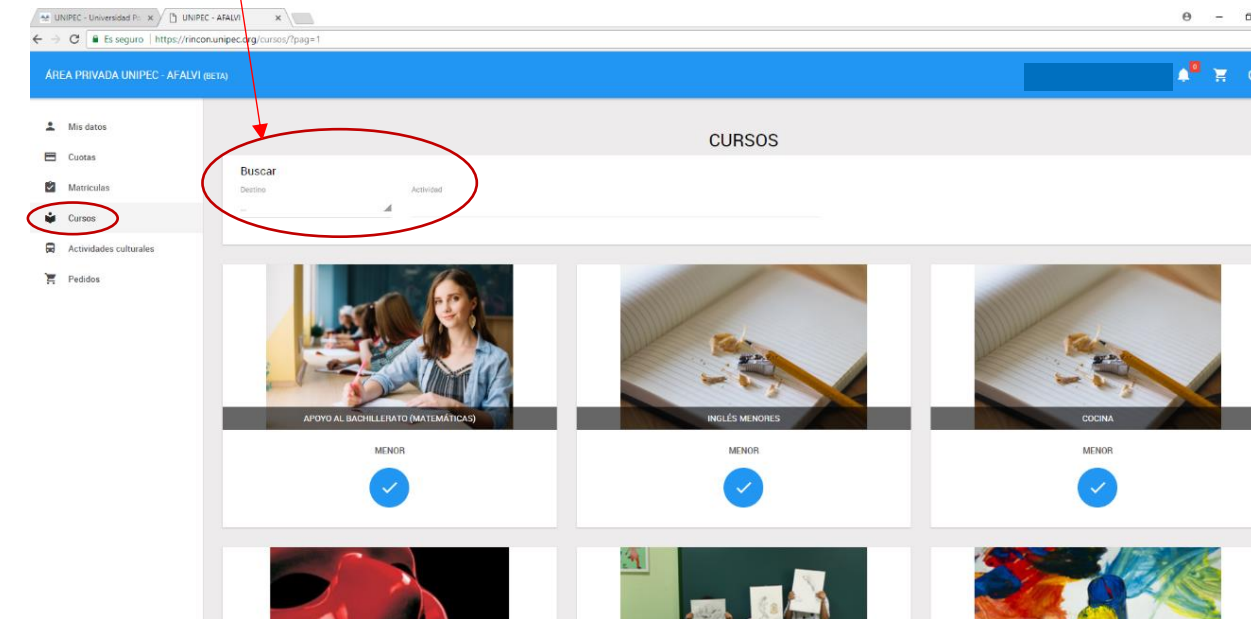 UNIPEC - Universidad Po
UNIPEC - AFALVI
Es seguro | https://rincon.unipec.org/cursos/?pag=1
ÁREA PRIVADA UNIPEC - AFALVI (BETA)
0
Mis datos
Cuotas
Matrículas
Cursos
Actividades culturales
Pedidos
CURSOS
Buscar
Destino
Actividad
...
APOYO AL BACHILLERATO (MATEMÁTICAS)
INGLÉS MENORES
COCINA
MENOR
MENOR
MENOR